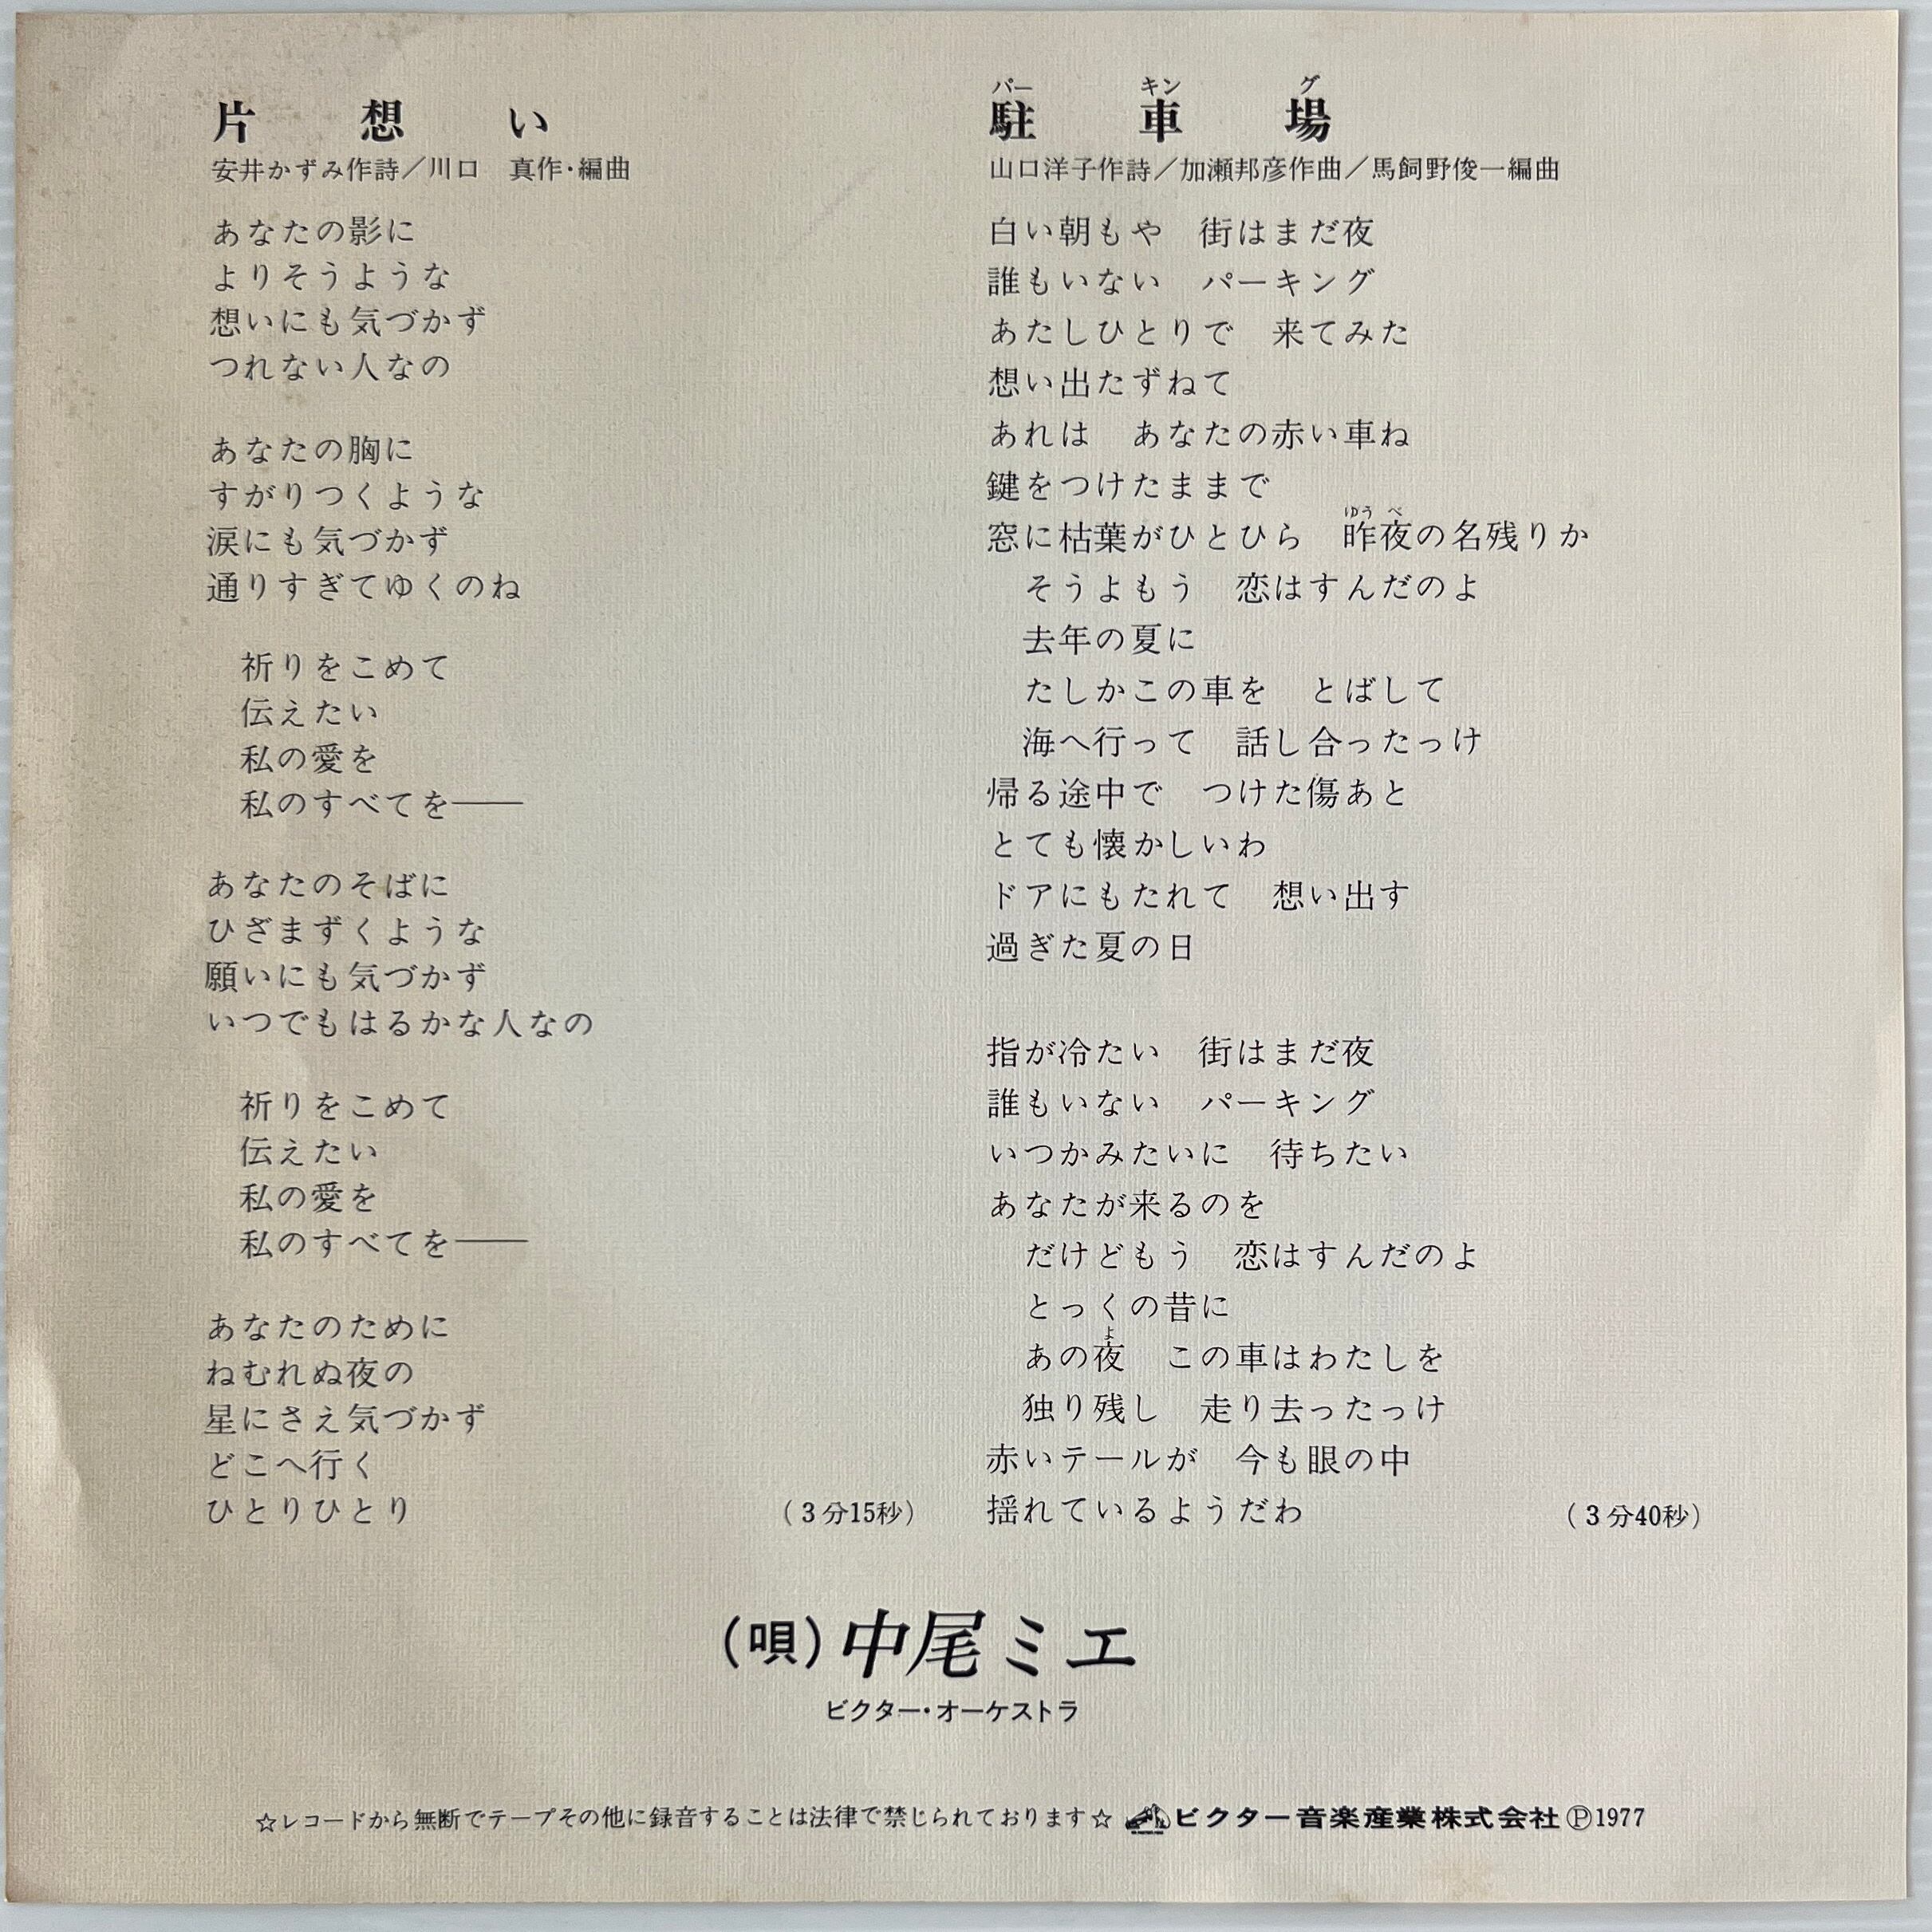 片想い
安井かずみ作詩／川口 真作・編曲
あなたの影に
よりそうような
想いにも気づかず
つれない人なの
あなたの胸に
すがりつくような
涙にも気づかず
通りすぎてゆくのね
祈りをこめて
伝えたい
私の愛を
私のすべてを――
あなたのそばに
ひざまずくような
願いにも気づかず
いつでもはるかな人なの
祈りをこめて
伝えたい
私の愛を
私のすべてを――
あなたのために
ねむれぬ夜の
星にさえ気づかず
どこへ行く
ひとりひとり
（3分15秒）
パーキング
駐車場
山口洋子作詩／加瀬邦彦作曲／馬飼野俊一編曲
白い朝もや　街はまだ夜
誰もいない　パーキング
あたしひとりで　来てみた
想い出たずねて
あれは　あなたの赤い車ね
鍵をつけたままで
ゆうべ
窓に枯葉がひとひら　昨夜の名残りか
そうよもう　恋はすんだのよ
去年の夏に
たしかこの車を　とばして
海へ行って　話し合ったっけ
帰る途中で　つけた傷あと
とても懐かしいわ
ドアにもたれて　想い出す
過ぎた夏の日
指が冷たい　街はまだ夜
誰もいない　パーキング
いつかみたいに　待ちたい
あなたが来るのを
だけどもう　恋はすんだのよ
とっくの昔に
よ
あの夜　この車はわたしを
独り残し　走り去ったっけ
赤いテールが　今も眼の中
揺れているようだわ
（3分40秒）
（唄）中尾ミエ
ビクター・オーケストラ
☆レコードから無断でテープその他に録音することは法律で禁じられております☆ ビクター音楽産業株式会社 Ⓟ1977